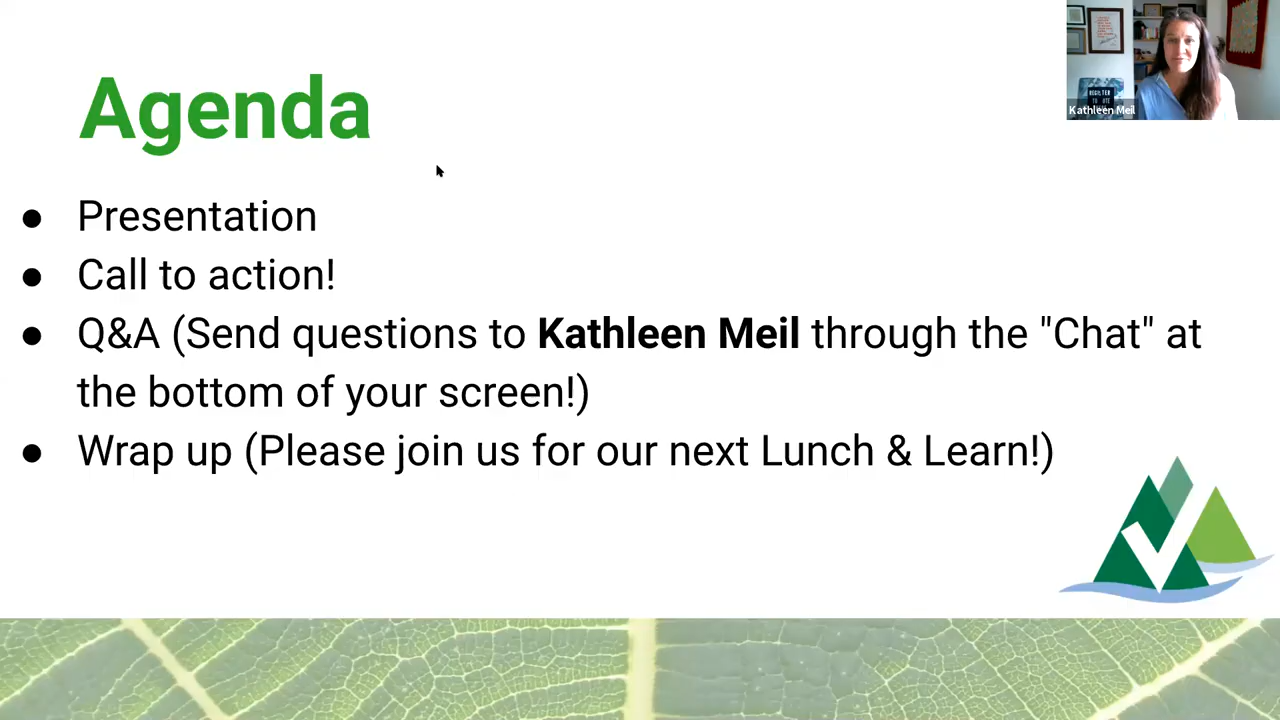 Agenda
● Presentation
● Call to action!
● Q&A (Send questions to Kathleen Meil through the "Chat" at
the bottom of your screen!)
● Wrap up (Please join us for our next Lunch & Learn!)
REGISTER
Kathleen Meil